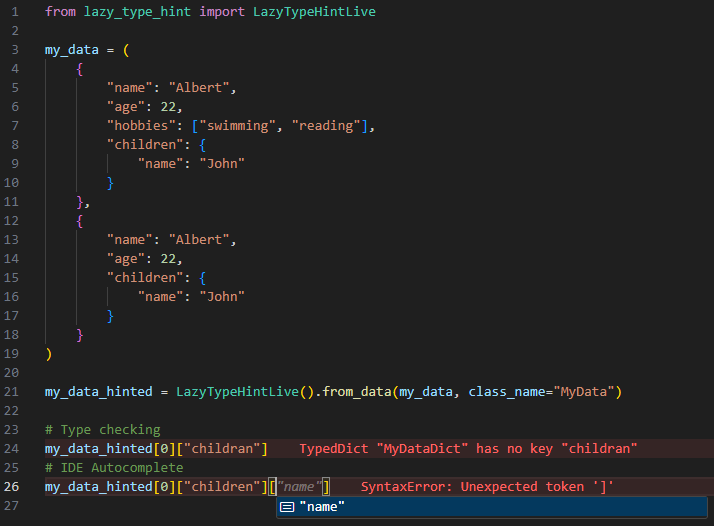 1 from lazy_type_hint import LazyTypeHintLive
2
3 my_data = (
4     {
5         "name": "Albert",
6         "age": 22,
7         "hobbies": ["swimming", "reading"],
8         "children": {
9             "name": "John"
10         }
11     },
12     {
13         "name": "Albert",
14         "age": 22,
15         "children": {
16             "name": "John"
17         }
18     }
19 )
20
21 my_data_hinted = LazyTypeHintLive().from_data(my_data, class_name="MyData")
22
23 # Type checking
24 my_data_hinted[0]["childran"]    TypedDict "MyDataDict" has no key "childran"
25 # IDE Autocomplete
26 my_data_hinted[0]["children"]["name"]    SyntaxError: Unexpected token ']'
"name"
27